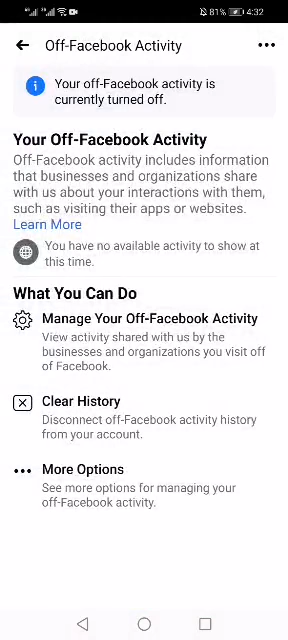 81% 4:32
Off-Facebook Activity
Your off-Facebook activity is
currently turned off.
Your Off-Facebook Activity
Off-Facebook activity includes information
that businesses and organizations share
with us about your interactions with them,
such as visiting their apps or websites.
Learn More
You have no available activity to show at
this time.
What You Can Do
Manage Your Off-Facebook Activity
View activity shared with us by the
businesses and organizations you visit off
of Facebook.
Clear History
Disconnect off-Facebook activity history
from your account.
More Options
See more options for managing your
off-Facebook activity.